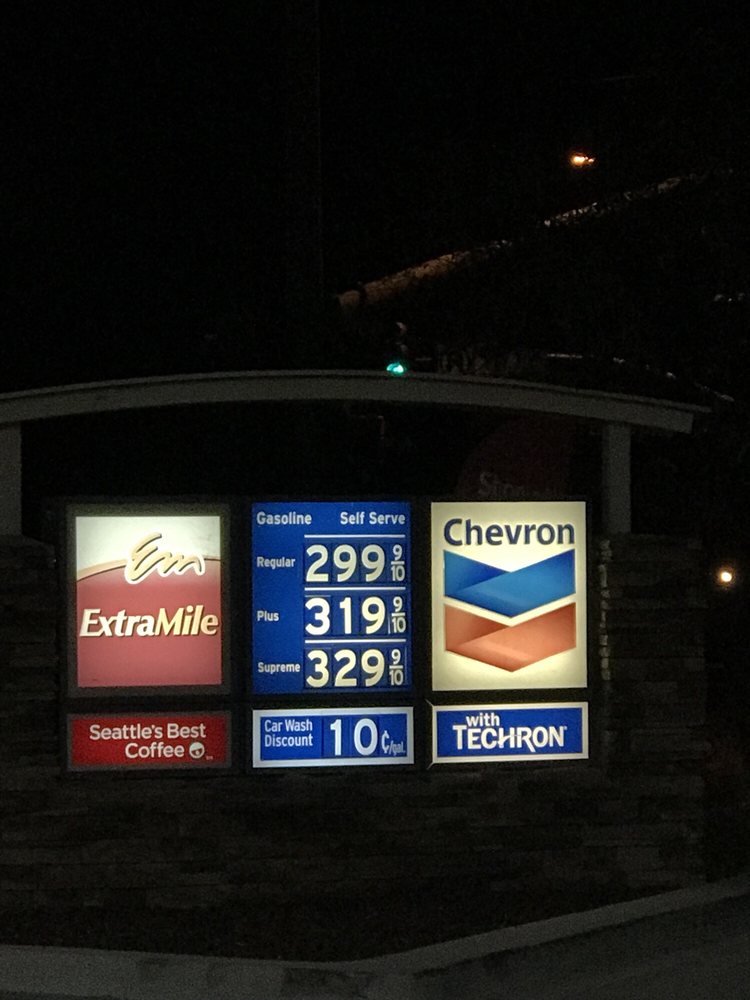 Em
ExtraMile
Seattle's Best
Coffee
Gasoline Self Serve
Regular 299 9/10
Plus 319 9/10
Supreme 329 9/10
Car Wash
Discount 10 ¢/gal.
Chevron
with
TECHRON